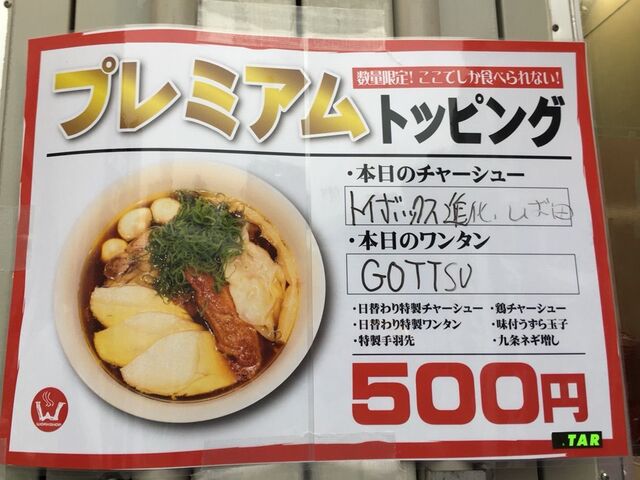 数量限定!ここでしか食べられない!
プレミアムトッピング
・本日のチャーシュー
トイボックス 進化 しば田
・本日のワンタン
GOTTSU
・日替わり特製チャーシュー ・鶏チャーシュー
・日替わり特製ワンタン ・味付うずら玉子
・特製手羽先 ・九条ネギ増し
500円
W
WORKSHOP
.TAR